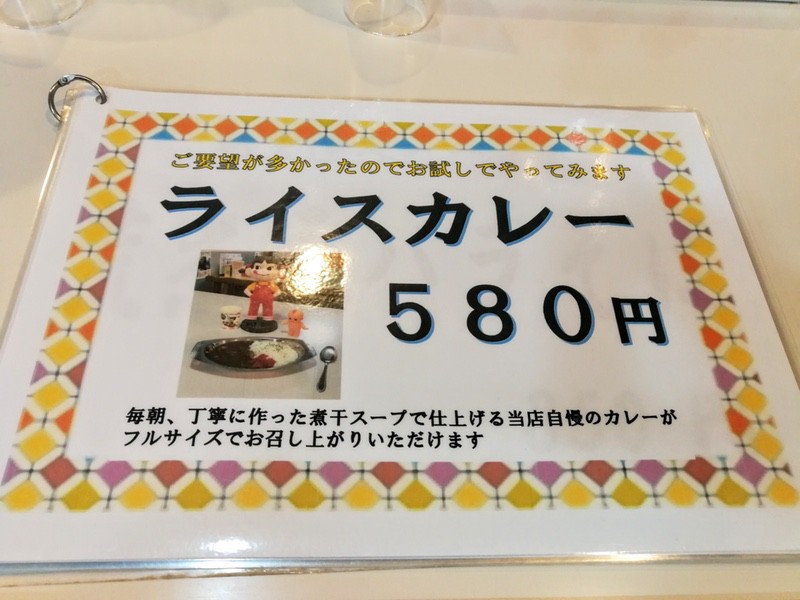 ご要望が多かったのでお試しでやってみます
ライスカレー
５８０円
毎朝、丁寧に作った煮干スープで仕上げる当店自慢のカレーが
フルサイズでお召し上がりいただけます